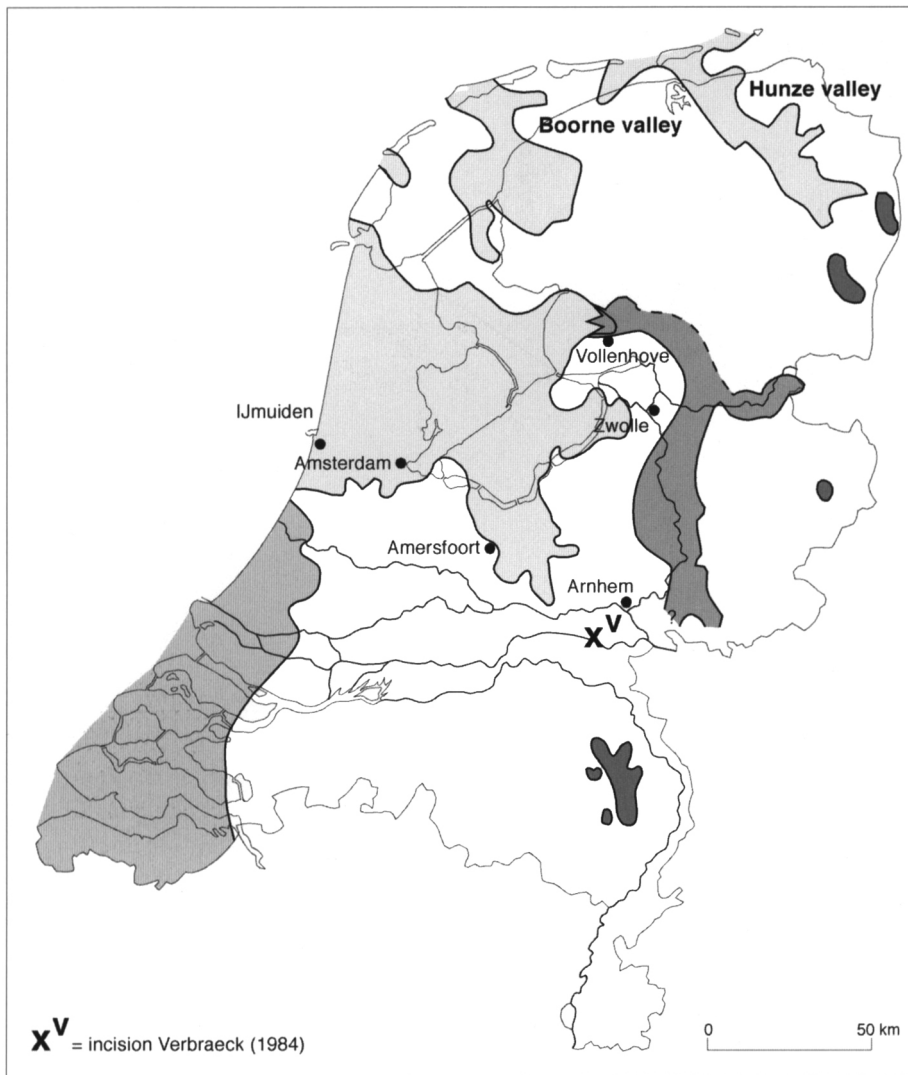 Hunze valley
Boorne valley
Vollenhove
IJmuiden
Zwolle
Amsterdam
Amersfoort
Arnhem
?
X V
X V = incision Verbraeck (1984)
0 50 km